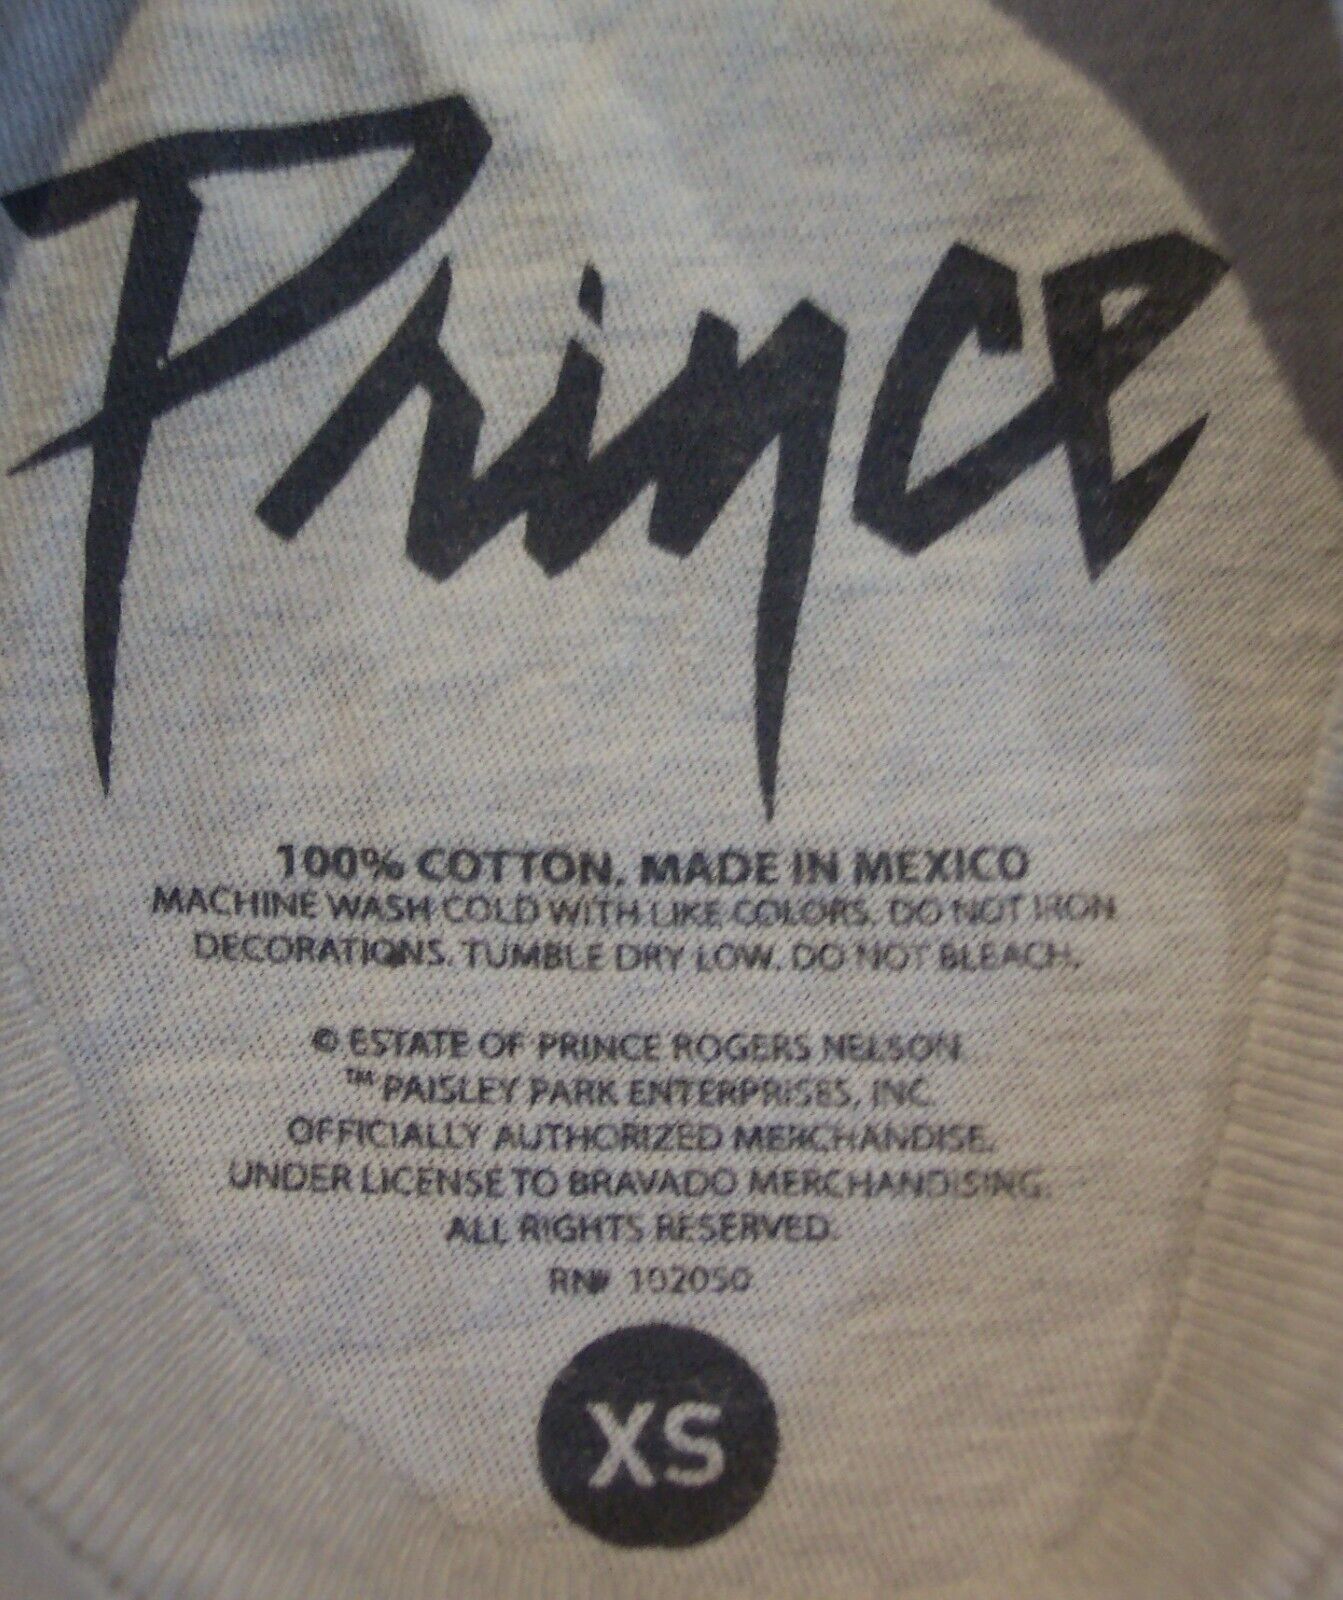 Prince
100% COTTON. MADE IN MEXICO
MACHINE WASH COLD WITH LIKE COLORS. DO NOT IRON
DECORATIONS. TUMBLE DRY LOW. DO NOT BLEACH.
© ESTATE OF PRINCE ROGERS NELSON
™ PAISLEY PARK ENTERPRISES, INC.
OFFICIALLY AUTHORIZED MERCHANDISE.
UNDER LICENSE TO BRAVADO MERCHANDISING.
ALL RIGHTS RESERVED.
RN# 102050
XS